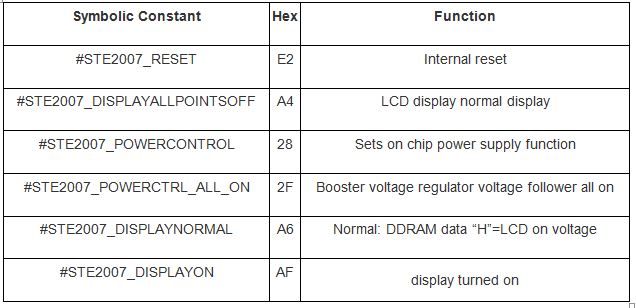 Symbolic Constant Hex Function
#STE2007_RESET E2 Internal reset
#STE2007_DISPLAYALLPOINTSOFF A4 LCD display normal display
#STE2007_POWERCONTROL 28 Sets on chip power supply function
#STE2007_POWERCTRL_ALL_ON 2F Booster voltage regulator voltage follower all on
#STE2007_DISPLAYNORMAL A6 Normal: DDRAM data “H”=LCD on voltage
#STE2007_DISPLAYON AF display turned on